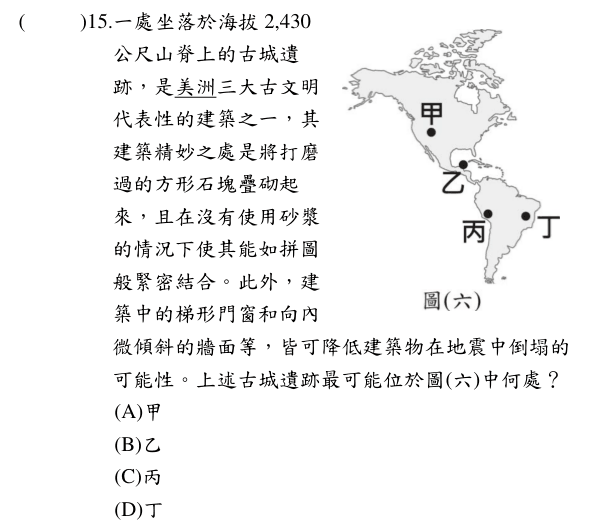 (　　)15.一處坐落於海拔 2,430
公尺山脊上的古城遺
跡，是美洲三大古文明
代表性的建築之一，其
建築精妙之處是將打磨
過的方形石塊疊砌起
來，且在沒有使用砂漿
的情況下使其能如拼圖
般緊密結合。此外，建
築中的梯形門窗和向內
微傾斜的牆面等，皆可降低建築物在地震中倒塌的
可能性。上述古城遺跡最可能位於圖(六)中何處？
(A)甲
(B)乙
(C)丙
(D)丁
甲
乙
丙
丁
圖(六)